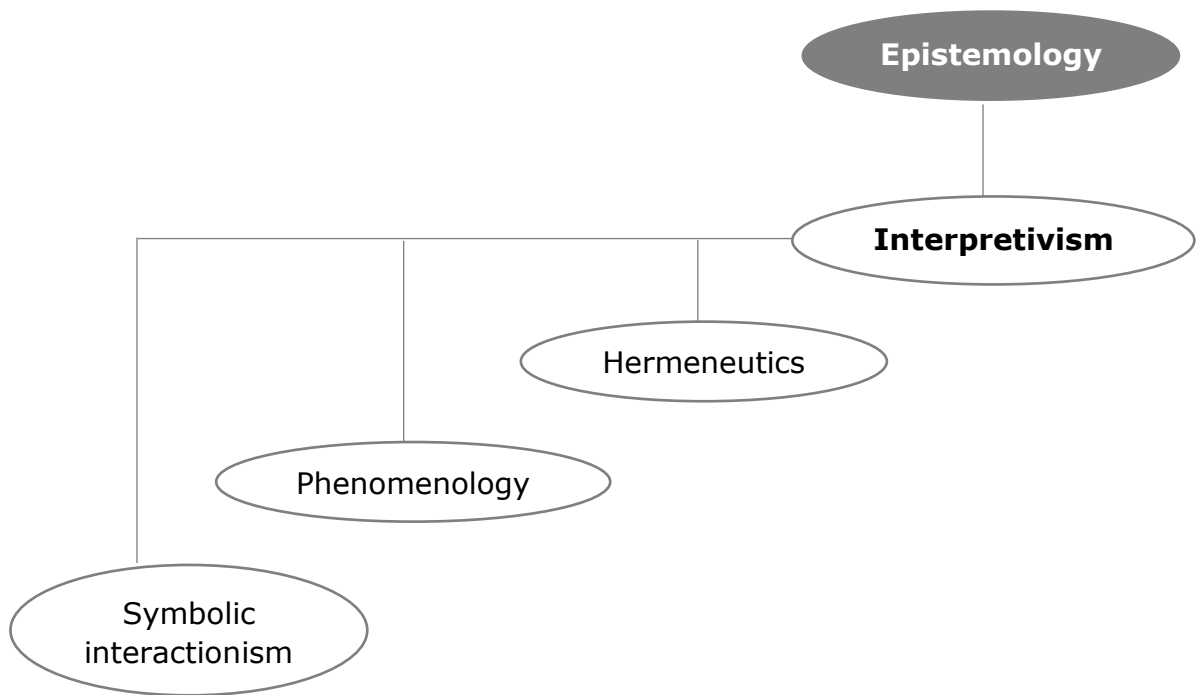 Epistemology
Interpretivism
Hermeneutics
Phenomenology
Symbolic
interactionism